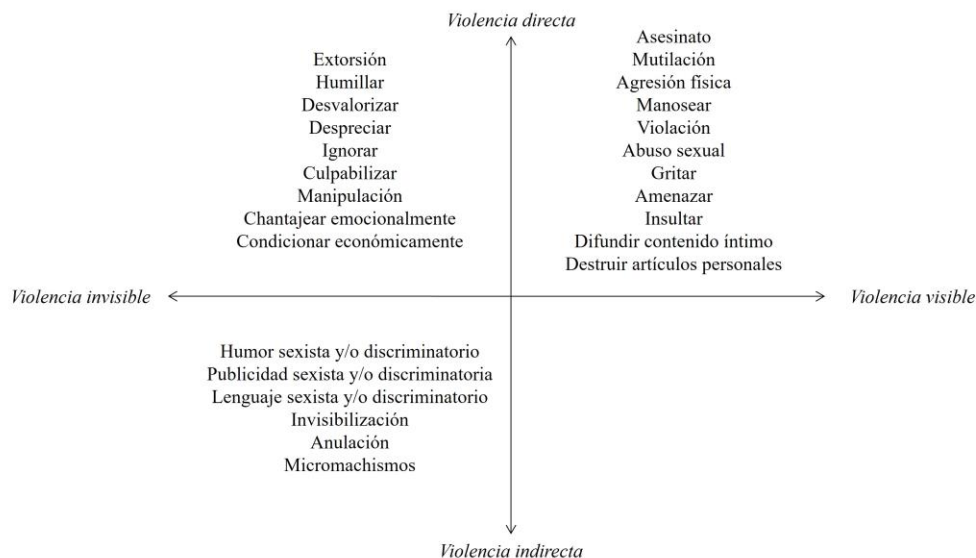 Violencia directa
Extorsión
Humillar
Desvalorizar
Despreciar
Ignorar
Culpabilizar
Manipulación
Chantajear emocionalmente
Condicionar económicamente
Asesinato
Mutilación
Agresión física
Manosear
Violación
Abuso sexual
Gritar
Amenazar
Insultar
Difundir contenido íntimo
Destruir artículos personales
Violencia invisible
Violencia visible
Humor sexista y/o discriminatorio
Publicidad sexista y/o discriminatoria
Lenguaje sexista y/o discriminatorio
Invisibilización
Anulación
Micromachismos
Violencia indirecta